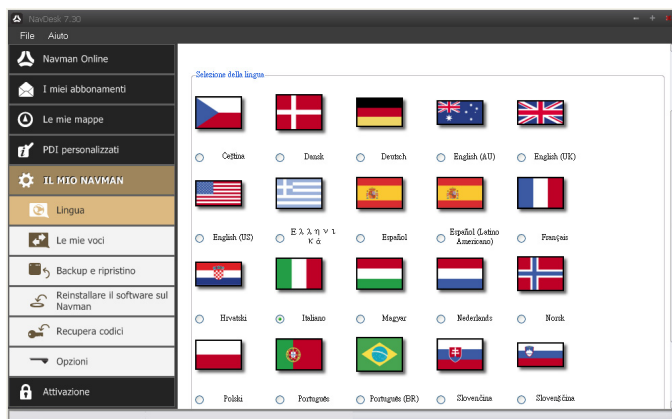 NavDesk 7.30
File Aiuto
Navman Online
I miei abbonamenti
Le mie mappe
PDI personalizzati
IL MIO NAVMAN
Lingua
Le mie voci
Backup e ripristino
Reinstallare il software sul
Navman
Recupera codici
Opzioni
Attivazione
Selezione della lingua
Čeština Dansk Deutsch English (AU) English (UK)
English (US) Ελληνικά Español Español (Latino Americano) Français
Hrvatski Italiano Magyar Nederlands Norsk
Polski Português Português (BR) Slovenčina Slovenščina